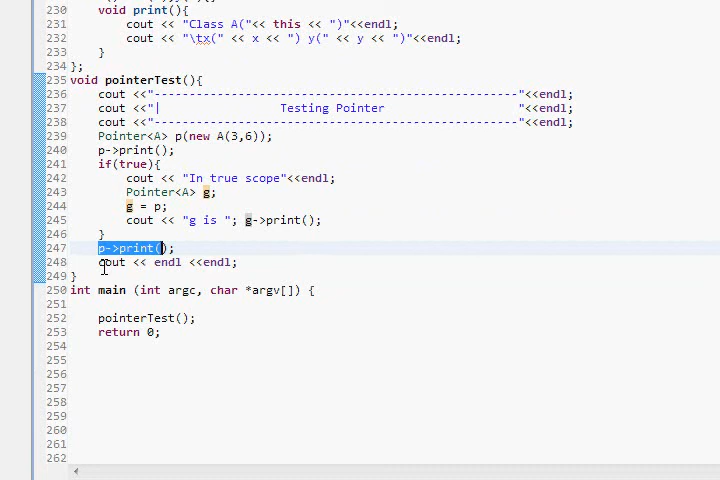 230 void print(){
231 cout << "Class A("<< this << ")"<<endl;
232 cout << "\tx(" << x << ") y(" << y << ")"<<endl;
233 }
234 };
235 void pointerTest(){
236 cout <<"----------------------------------------------------"<<endl;
237 cout <<"| Testing Pointer "<<endl;
238 cout <<"----------------------------------------------------"<<endl;
239 Pointer<A> p(new A(3,6));
240 p->print();
241 if(true){
242 cout << "In true scope"<<endl;
243 Pointer<A> g;
244 g = p;
245 cout << "g is "; g->print();
246 }
247 p->print();
248 cout << endl <<endl;
249 }
250 int main (int argc, char *argv[]) {
251
252 pointerTest();
253 return 0;
254
255
256
257
258
259
260
261
262